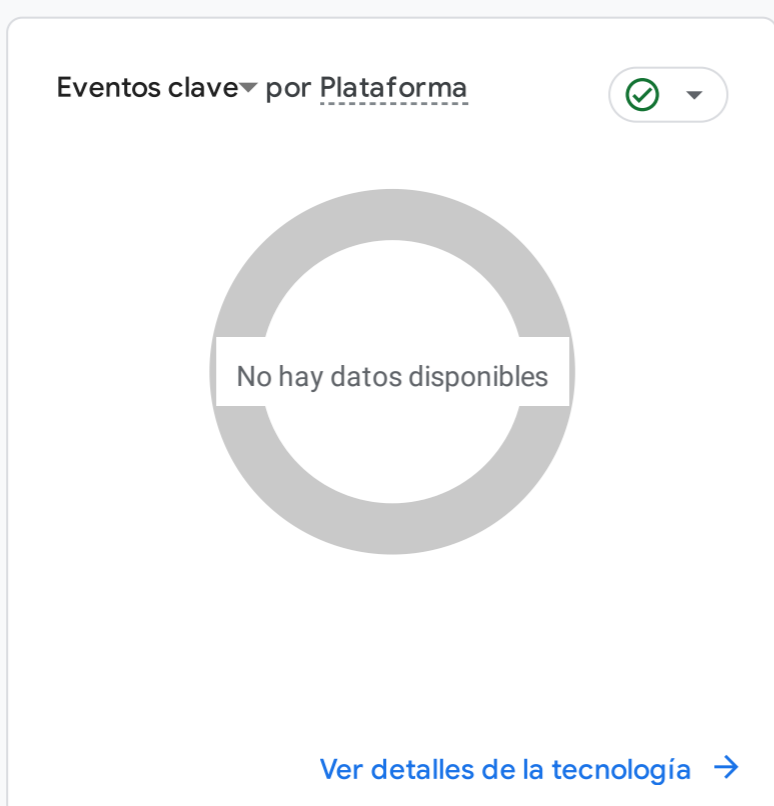 Eventos clave por Plataforma
No hay datos disponibles
Ver detalles de la tecnología